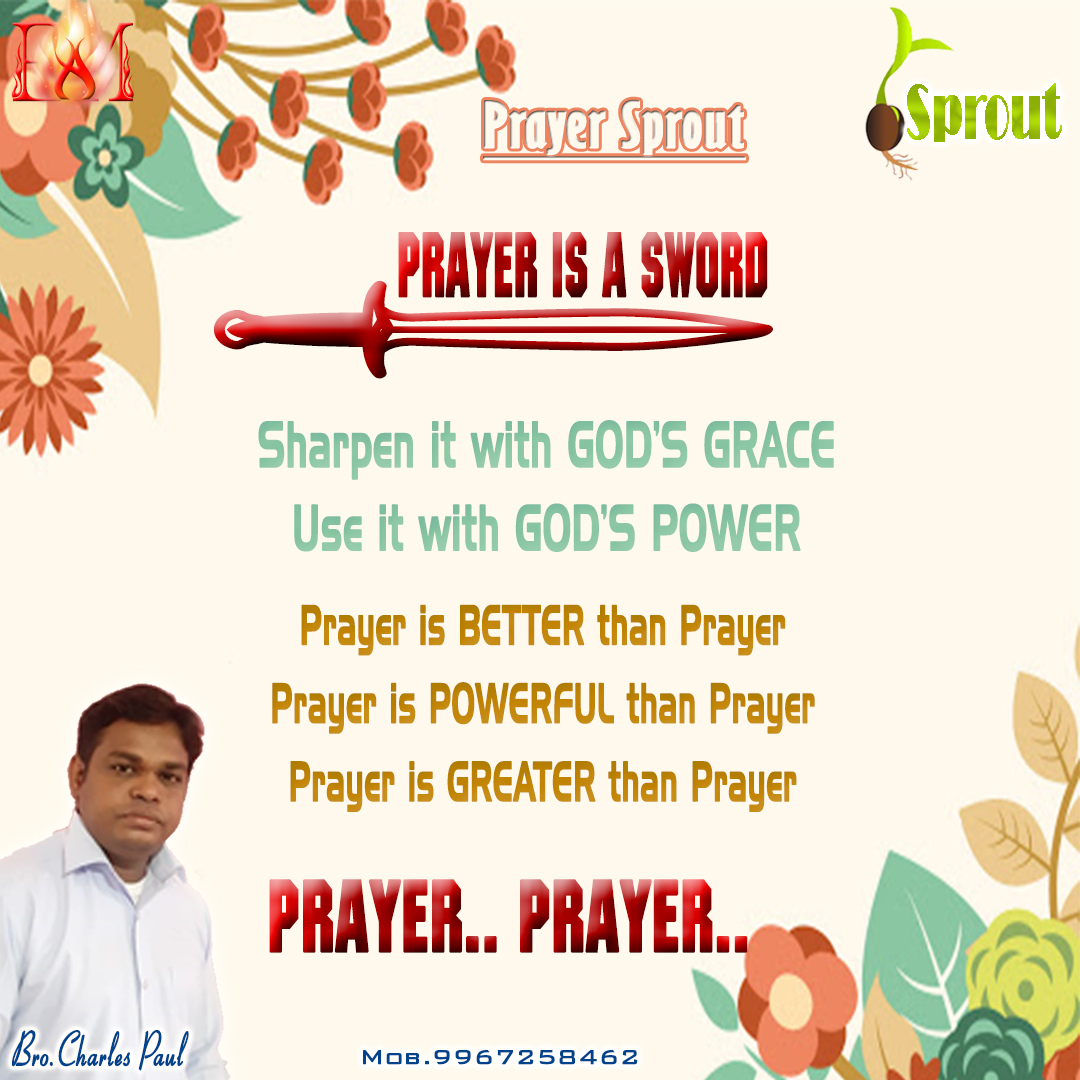 Sprout
Prayer Sprout
PRAYER IS A SWORD
Sharpen it with GOD'S GRACE
Use it with GOD'S POWER
Prayer is BETTER than Prayer
Prayer is POWERFUL than Prayer
Prayer is GREATER than Prayer
PRAYER.. PRAYER..
Bro.Charles Paul
Mob.9967258462